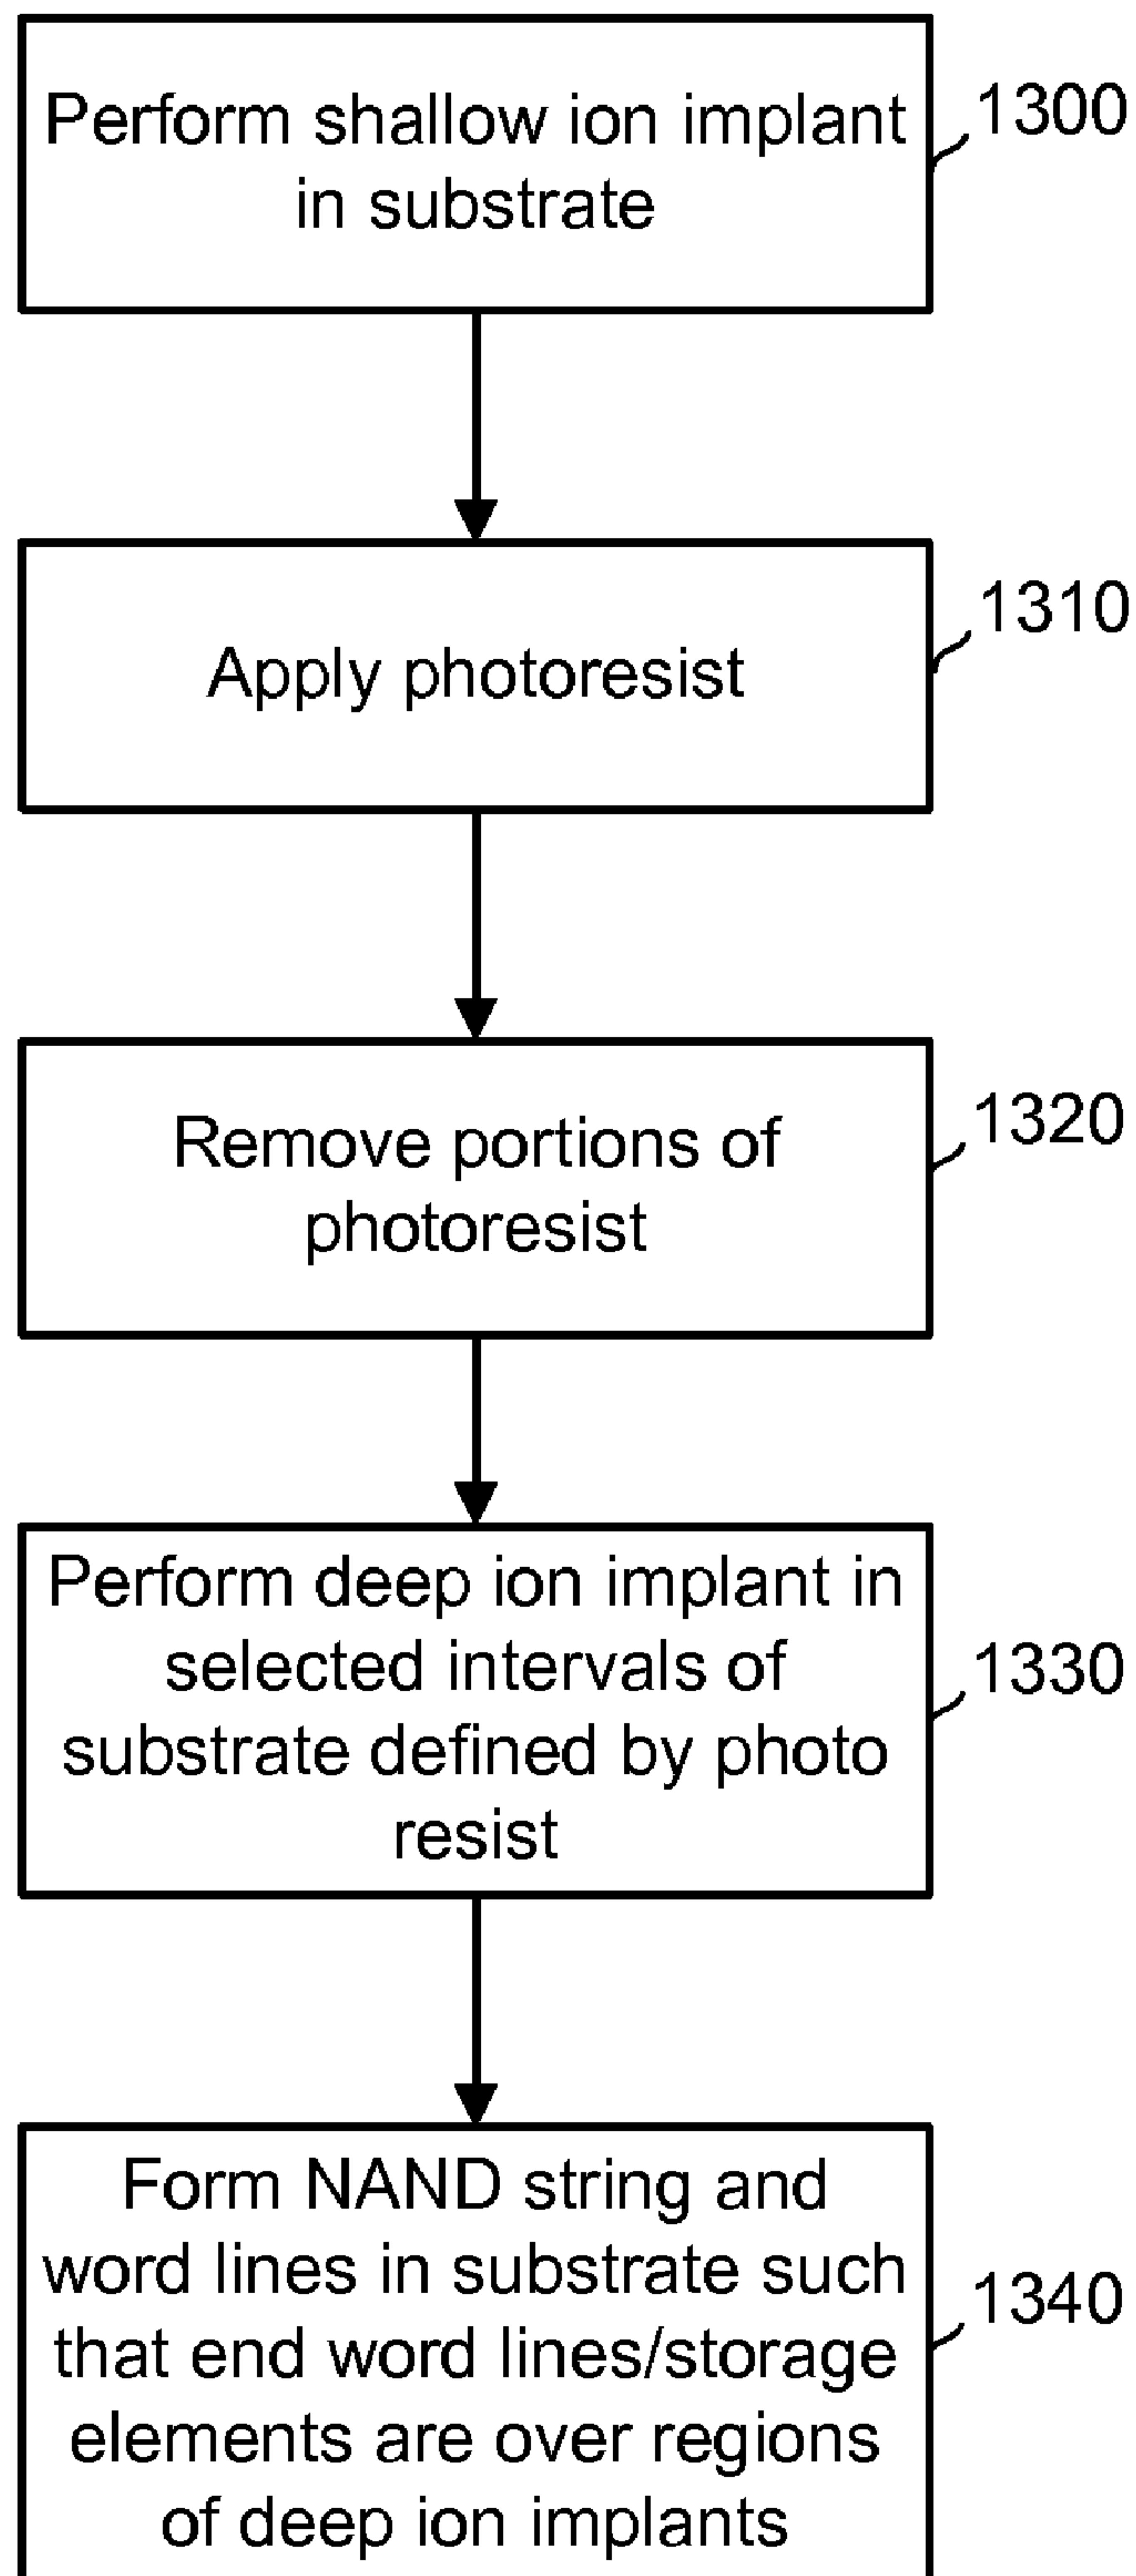 Perform shallow ion implant
in substrate
1300
Apply photoresist
1310
Remove portions of
photoresist
1320
Perform deep ion implant in
selected intervals of
substrate defined by photo
resist
1330
Form NAND string and
word lines in substrate such
that end word lines/storage
elements are over regions
of deep ion implants
1340